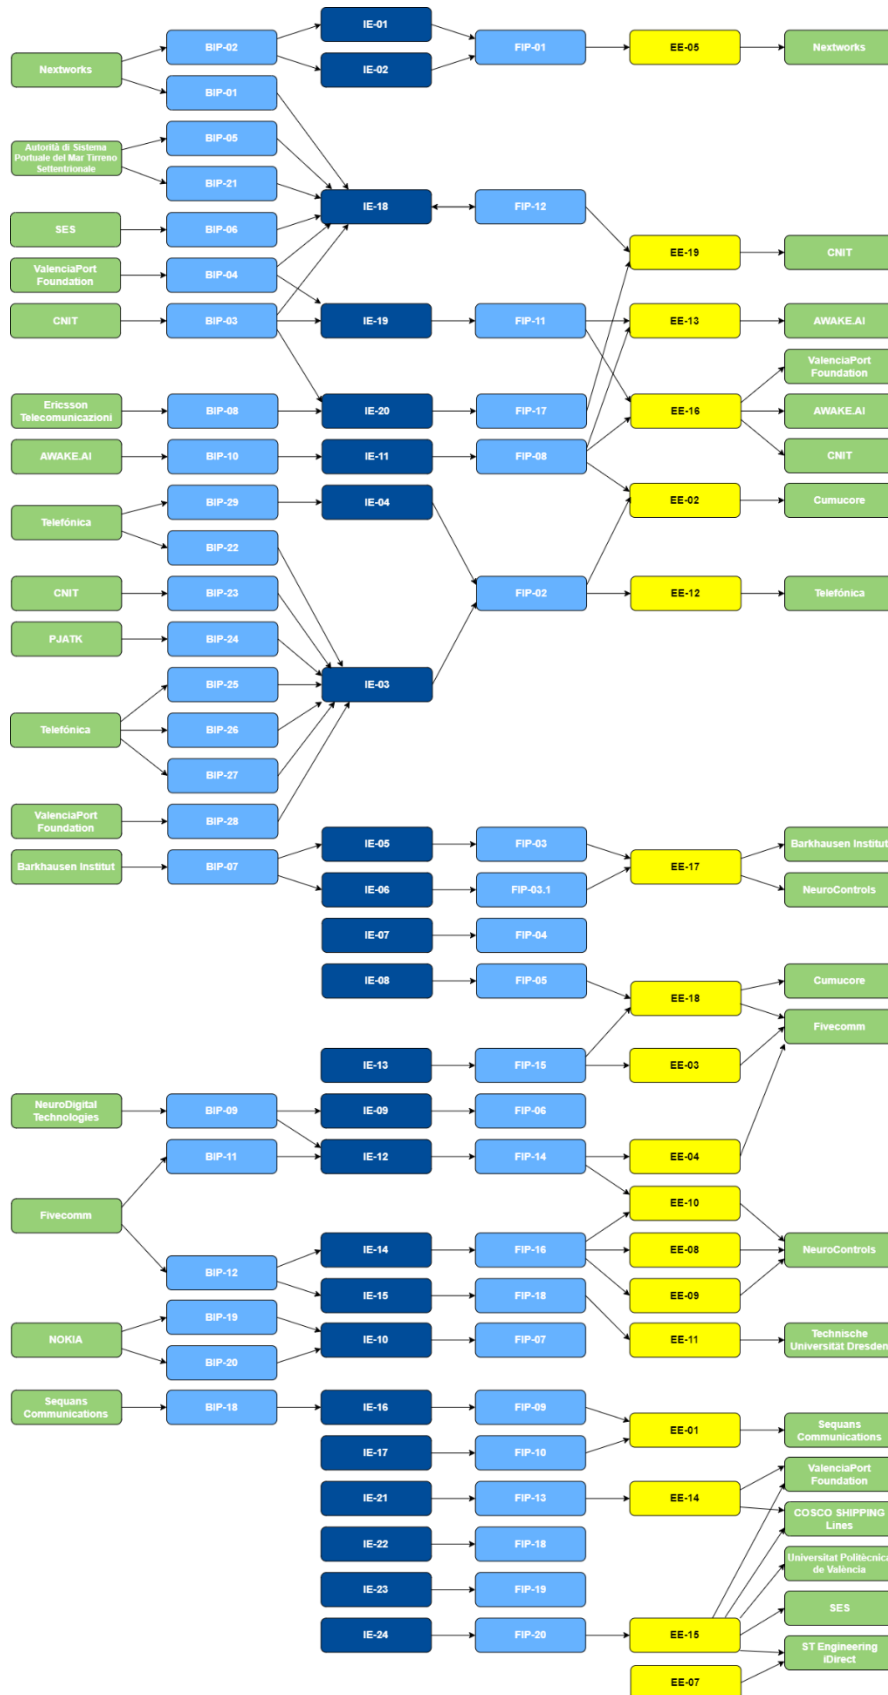 IE-01
BIP-02
FIP-01
EE-05
Nextworks
Nextworks
IE-02
BIP-01
BIP-05
Autorità di Sistema
Portuale del Mar Tirreno
Settentrionale
BIP-21
IE-18
FIP-12
SES
BIP-06
EE-19
CNIT
ValenciaPort
Foundation
BIP-04
CNIT
BIP-03
IE-19
FIP-11
EE-13
AWAKE.AI
ValenciaPort
Foundation
Ericsson
Telecomunicazioni
BIP-08
IE-20
FIP-17
EE-16
AWAKE.AI
AWAKE.AI
BIP-10
IE-11
FIP-08
CNIT
BIP-29
IE-04
EE-02
Cumucore
Telefónica
BIP-22
CNIT
BIP-23
FIP-02
EE-12
Telefónica
PJATK
BIP-24
BIP-25
IE-03
Telefónica
BIP-26
BIP-27
ValenciaPort
Foundation
BIP-28
IE-05
FIP-03
Barkhausen Institut
Barkhausen Institut
BIP-07
EE-17
IE-06
FIP-03.1
NeuroControls
IE-07
FIP-04
IE-08
FIP-05
Cumucore
EE-18
Fivecomm
IE-13
FIP-15
EE-03
NeuroDigital
Technologies
BIP-09
IE-09
FIP-06
BIP-11
IE-12
FIP-14
EE-04
Fivecomm
EE-10
IE-14
FIP-16
EE-08
NeuroControls
BIP-12
IE-15
FIP-18
EE-09
BIP-19
NOKIA
IE-10
FIP-07
EE-11
Technische
Universität Dresden
BIP-20
Sequans
Communications
BIP-18
IE-16
FIP-09
EE-01
Sequans
Communications
IE-17
FIP-10
ValenciaPort
Foundation
IE-21
FIP-13
EE-14
COSCO SHIPPING
Lines
IE-22
FIP-18
Universitat Politècnica
de València
IE-23
FIP-19
SES
IE-24
FIP-20
EE-15
ST Engineering
iDirect
EE-07